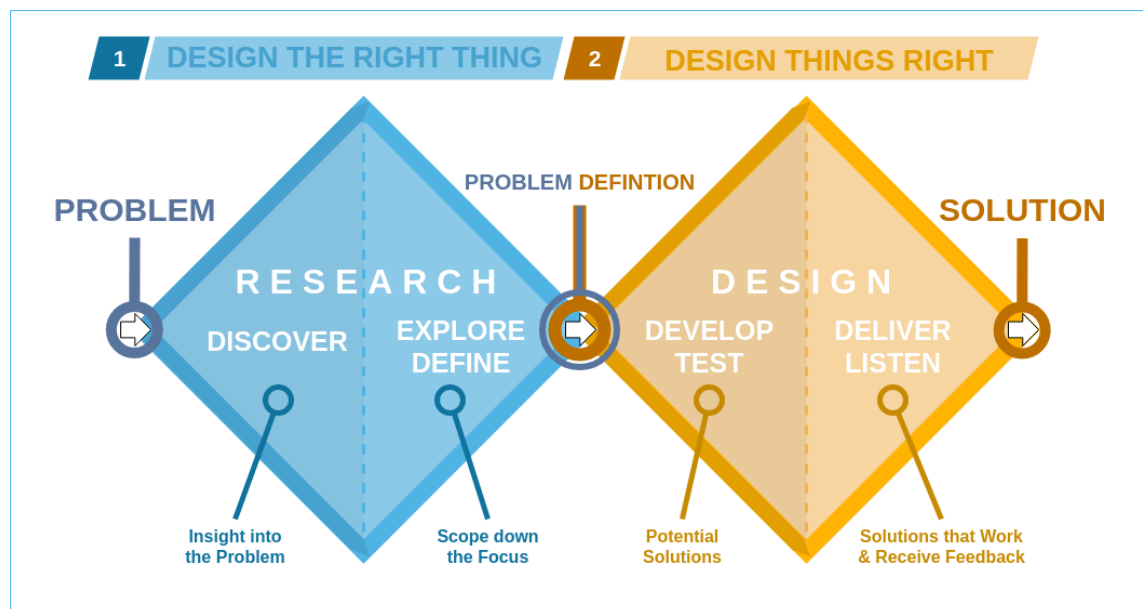 1 DESIGN THE RIGHT THING 2 DESIGN THINGS RIGHT
PROBLEM DEFINTION
PROBLEM
SOLUTION
RESEARCH
DESIGN
DISCOVER
EXPLORE
DEFINE
DEVELOP
TEST
DELIVER
LISTEN
Insight into
the Problem
Scope down
the Focus
Potential
Solutions
Solutions that Work
& Receive Feedback